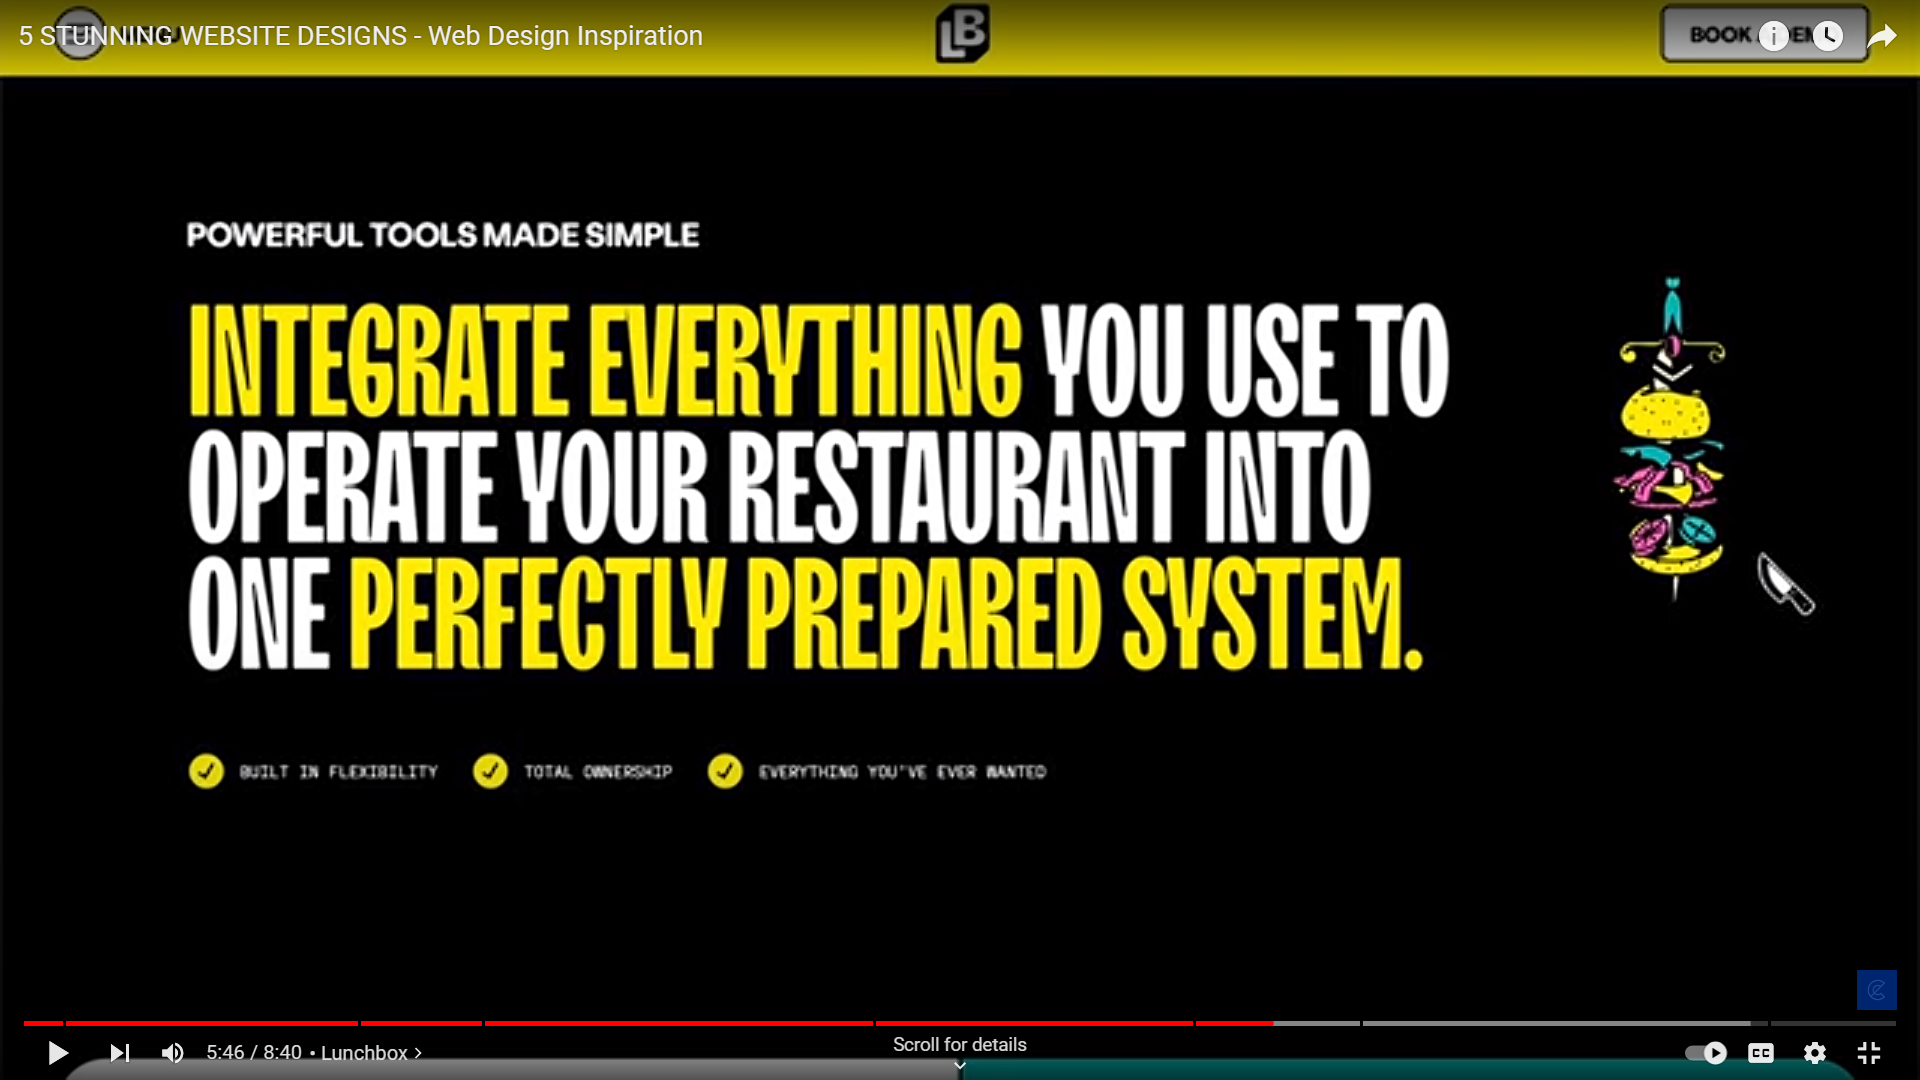 5 STUNNING WEBSITE DESIGNS - Web Design Inspiration
LB
BOOK A DEM
POWERFUL TOOLS MADE SIMPLE
INTEGRATE EVERYTHING YOU USE TO
OPERATE YOUR RESTAURANT INTO
ONE PERFECTLY PREPARED SYSTEM.
BUILT IN FLEXIBILITY
TOTAL OWNERSHIP
EVERYTHING YOU'VE EVER WANTED
5:46 / 8:40 • Lunchbox
Scroll for details
CC